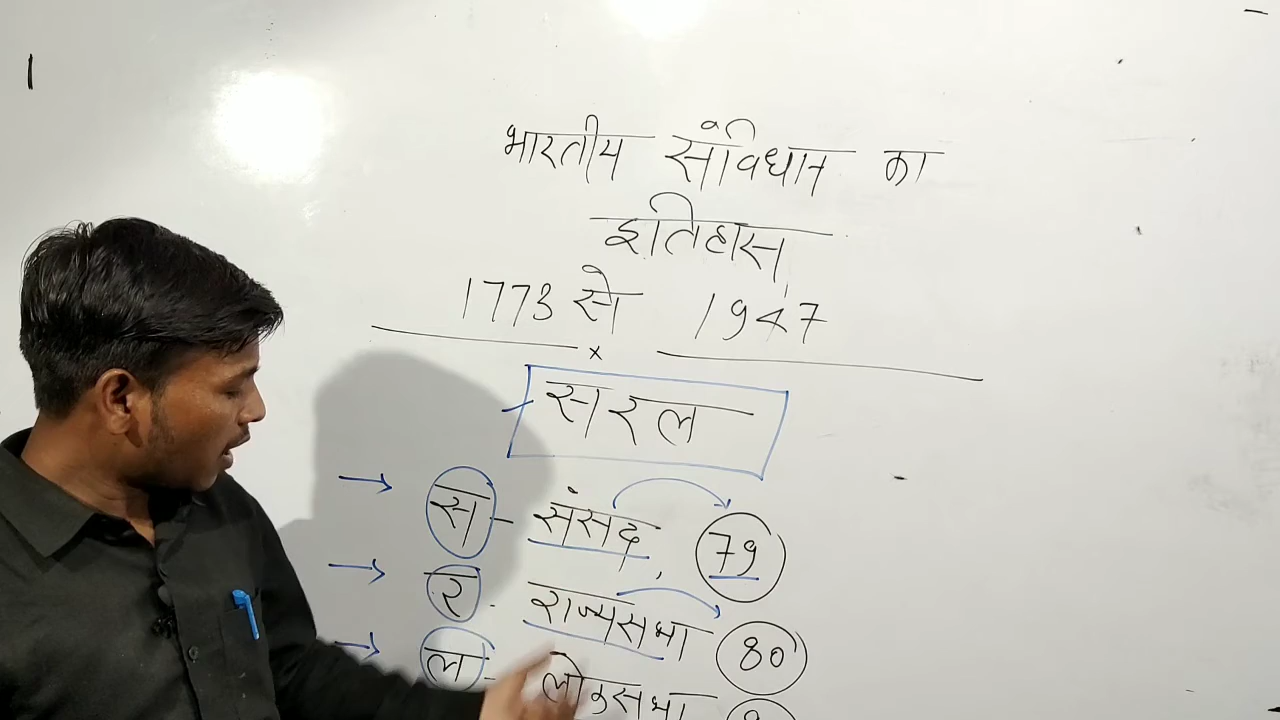 भारतीय संविधान का
इतिहास
1773 से 1947
x
सरल
→ स - संसद, 79
→ र - राज्यसभा 80
→ ल - लोकसभा